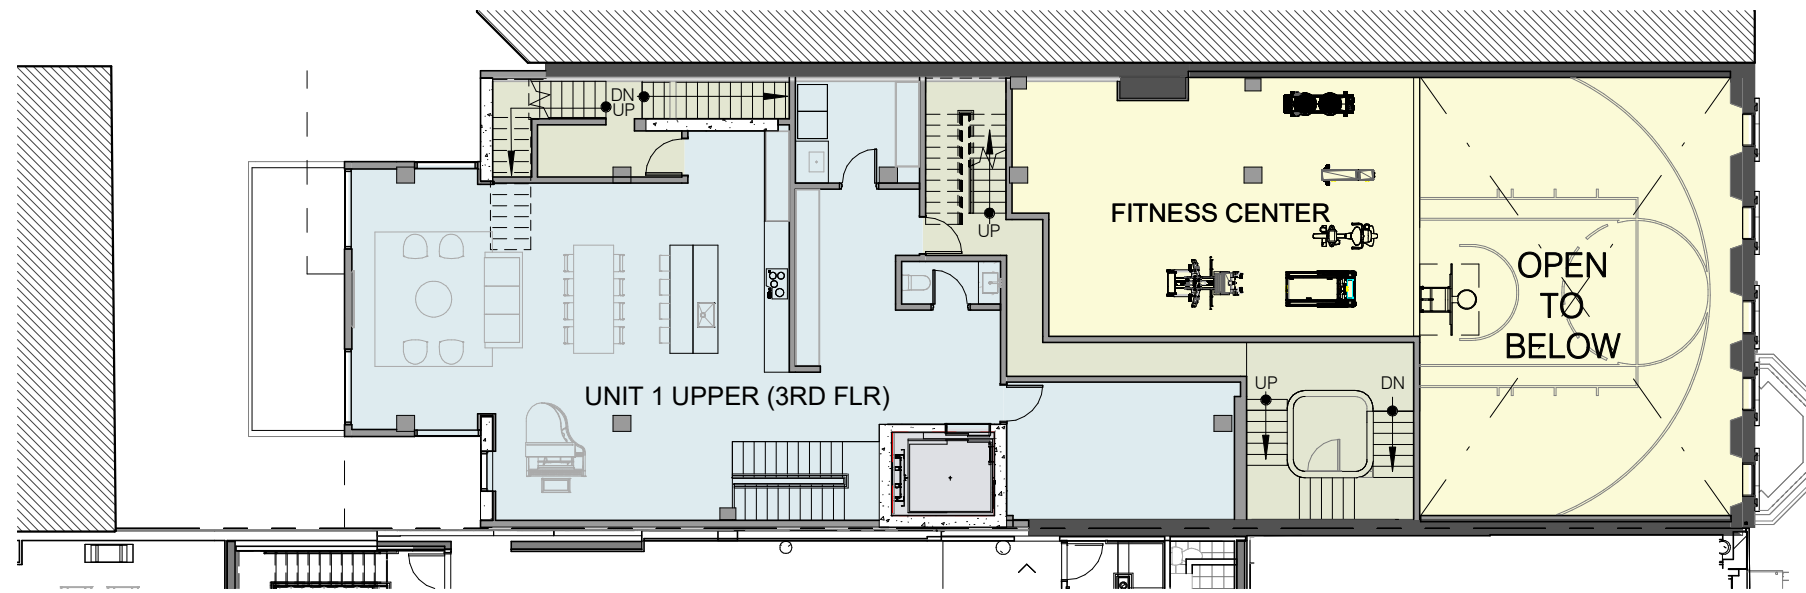 DN
UP
UP
FITNESS CENTER
OPEN
TO
BELOW
UNIT 1 UPPER (3RD FLR)
UP
DN